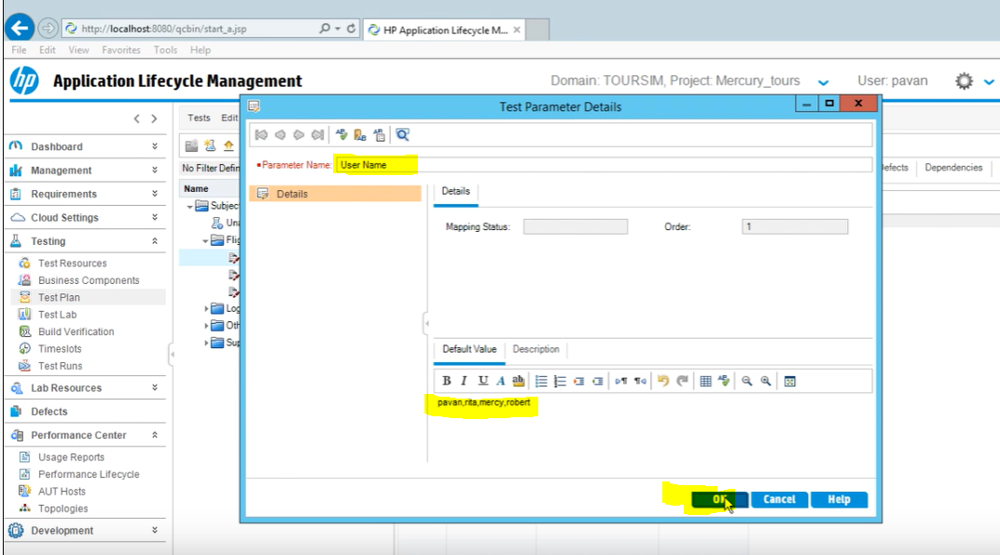 http://localhost:8080/qcbin/start_a.jsp
HP Application Lifecycle M...
File Edit View Favorites Tools Help
hp Application Lifecycle Management
Domain: TOURSIM, Project: Mercury_tours
User: pavan
Tests Edit
No Filter Defin
Name
Subjec
Una
Flig
Log
Oth
Sup
Dashboard
Management
Requirements
Cloud Settings
Testing
Test Resources
Business Components
Test Plan
Test Lab
Build Verification
Timeslots
Test Runs
Lab Resources
Defects
Performance Center
Usage Reports
Performance Lifecycle
AUT Hosts
Topologies
Development
Test Parameter Details
Parameter Name: User Name
Details
Details
Mapping Status:
Order: 1
Default Value Description
B I U A ab
pavan,rita,mercy,robert
OK Cancel Help
efects Dependencies